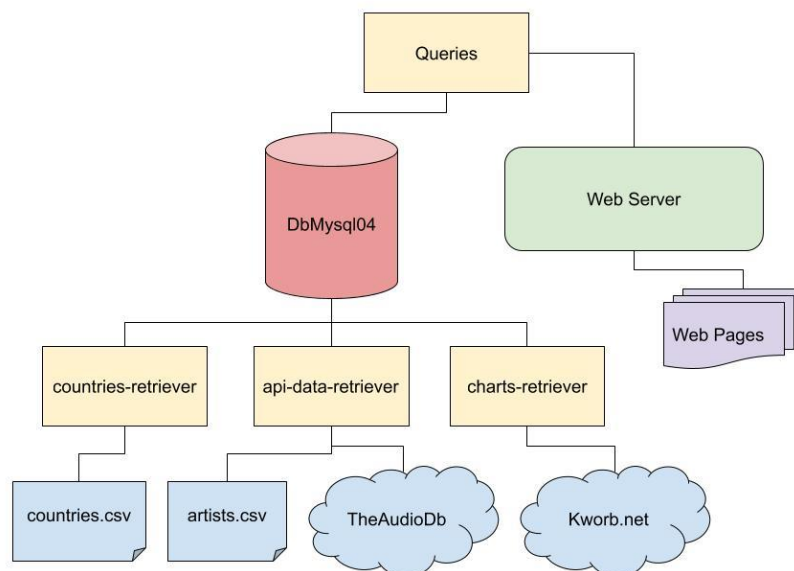 Queries
DbMysql04
Web Server
Web Pages
countries-retriever
api-data-retriever
charts-retriever
countries.csv
artists.csv
TheAudioDb
Kworb.net